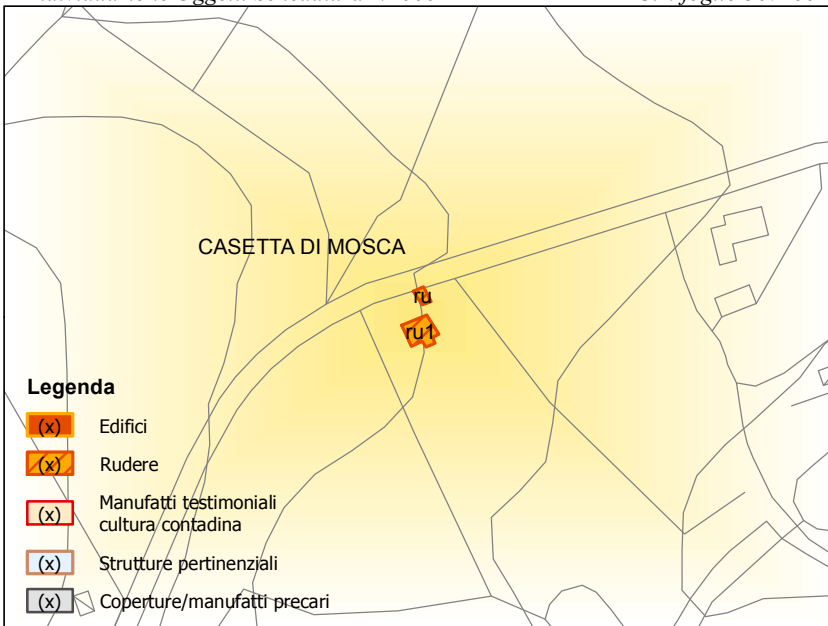 CASETTA DI MOSCA
ru
ru1
Legenda
(x) Edifici
(x) Rudere
(x) Manufatti testimoniali
cultura contadina
(x) Strutture pertinenziali
(x) Coperture/manufatti precari